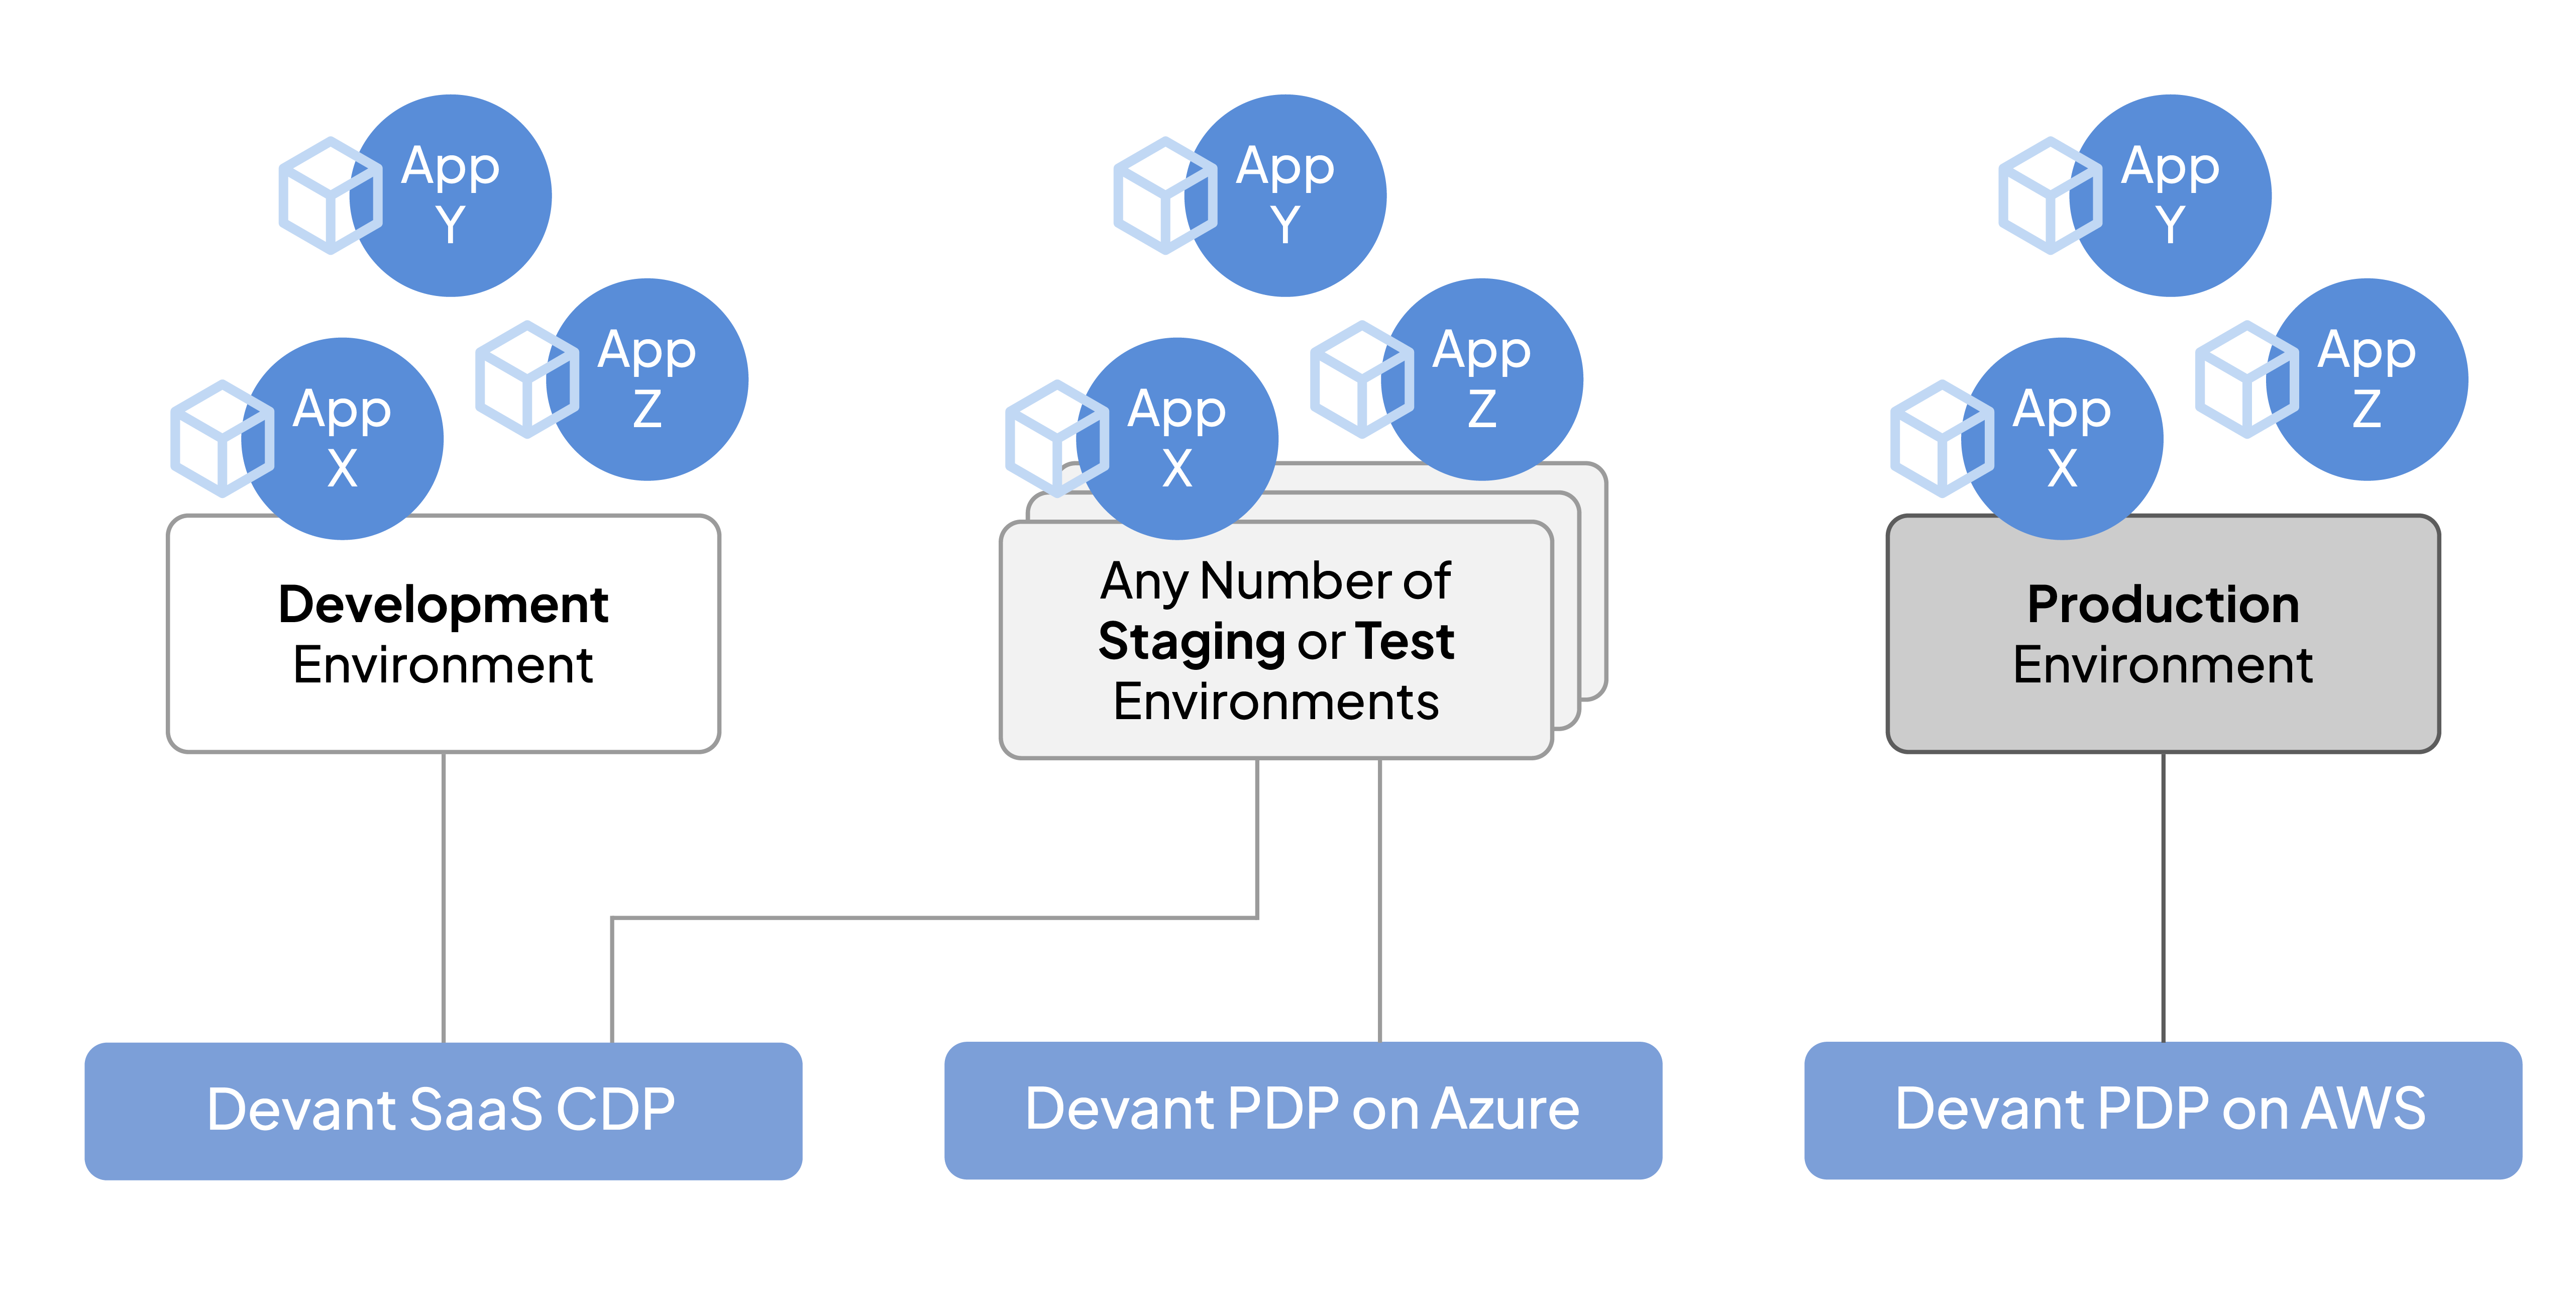 App
Y
App
Z
App
X
Development
Environment
App
Y
App
Z
App
X
Any Number of
Staging or Test
Environments
App
Y
App
Z
App
X
Production
Environment
Devant SaaS CDP
Devant PDP on Azure
Devant PDP on AWS